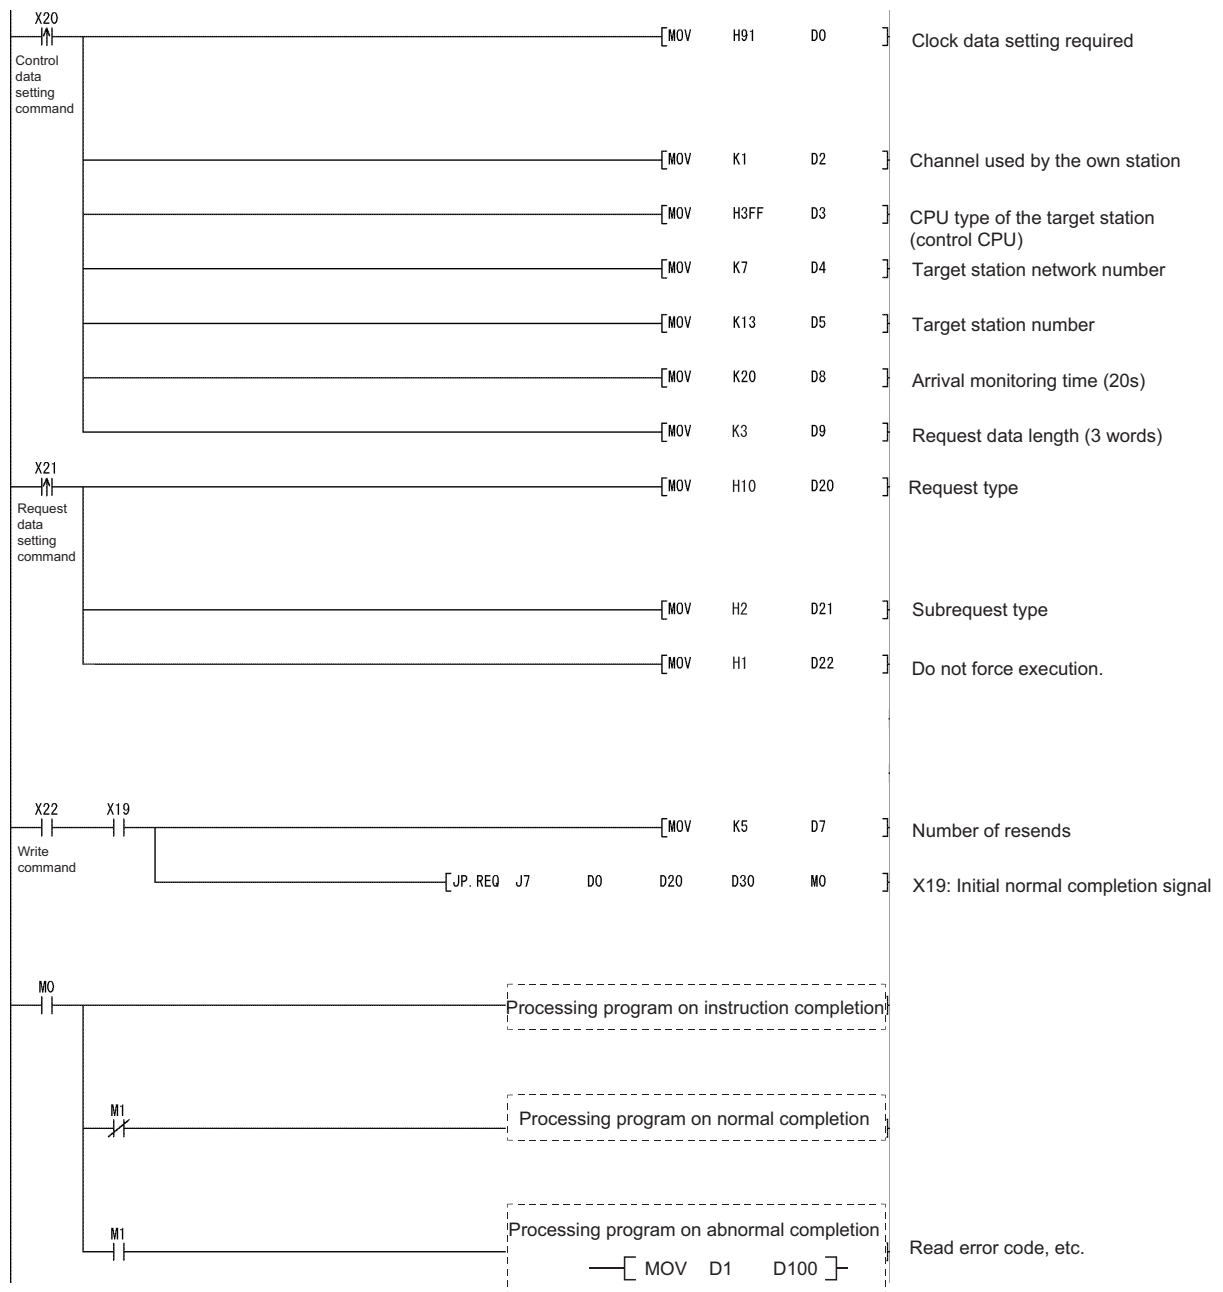 X20
[MOV H91 D0 ] Clock data setting required
Control
data
setting
command
[MOV K1 D2 ] Channel used by the own station
[MOV H3FF D3 ] CPU type of the target station
(control CPU)
[MOV K7 D4 ] Target station network number
[MOV K13 D5 ] Target station number
[MOV K20 D8 ] Arrival monitoring time (20s)
[MOV K3 D9 ] Request data length (3 words)
X21
[MOV H10 D20 ] Request type
Request
data
setting
command
[MOV H2 D21 ] Subrequest type
[MOV H1 D22 ] Do not force execution.
X22 X19
[MOV K5 D7 ] Number of resends
Write
command
[JP.REQ J7 D0 D20 D30 M0 ] X19: Initial normal completion signal
M0
Processing program on instruction completion
M1
Processing program on normal completion
M1
Processing program on abnormal completion
Read error code, etc.
[ MOV D1 D100 ]